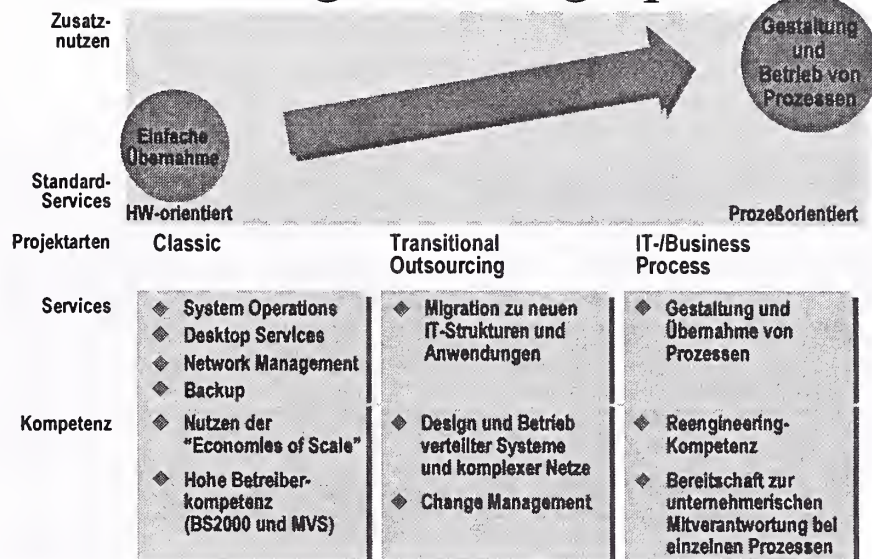 Zusatz-
nutzen
Gestaltung
und
Betrieb von
Prozessen
Einfache
Übernahme
Standard-
Services
HW-orientiert
Prozeßorientiert
Projektarten
Classic
Transitional
Outsourcing
IT-/Business
Process
Services
System Operations
Desktop Services
Network Management
Backup
Migration zu neuen
IT-Strukturen und
Anwendungen
Gestaltung und
Übernahme von
Prozessen
Kompetenz
Nutzen der
"Economies of Scale"
Hohe Betreiber-
kompetenz
(BS2000 und MVS)
Design und Betrieb
verteilter Systeme
und komplexer Netze
Change Management
Reengineering-
Kompetenz
Bereitschaft zur
unternehmerischen
Mitverantwortung bei
einzelnen Prozessen